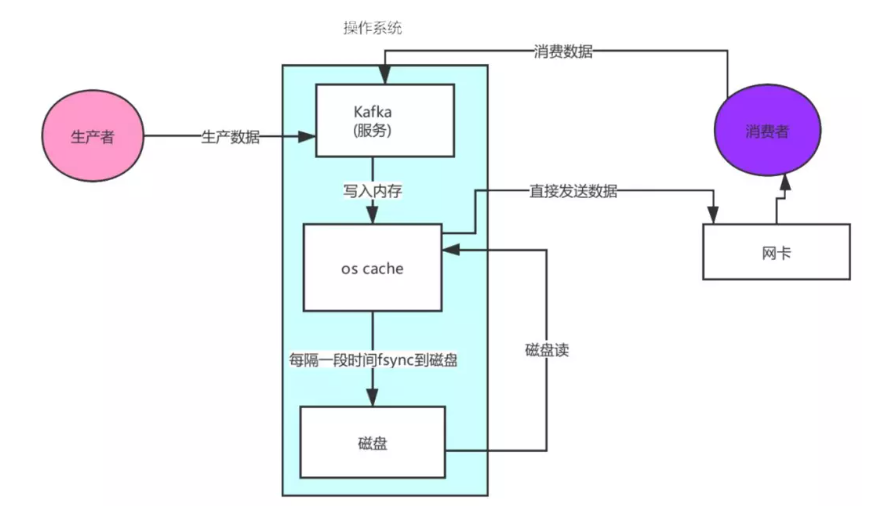 操作系统
消费数据
Kafka
(服务)
生产者
生产数据
消费者
写入内存
直接发送数据
网卡
os cache
每隔一段时间fsync到磁盘
磁盘读
磁盘